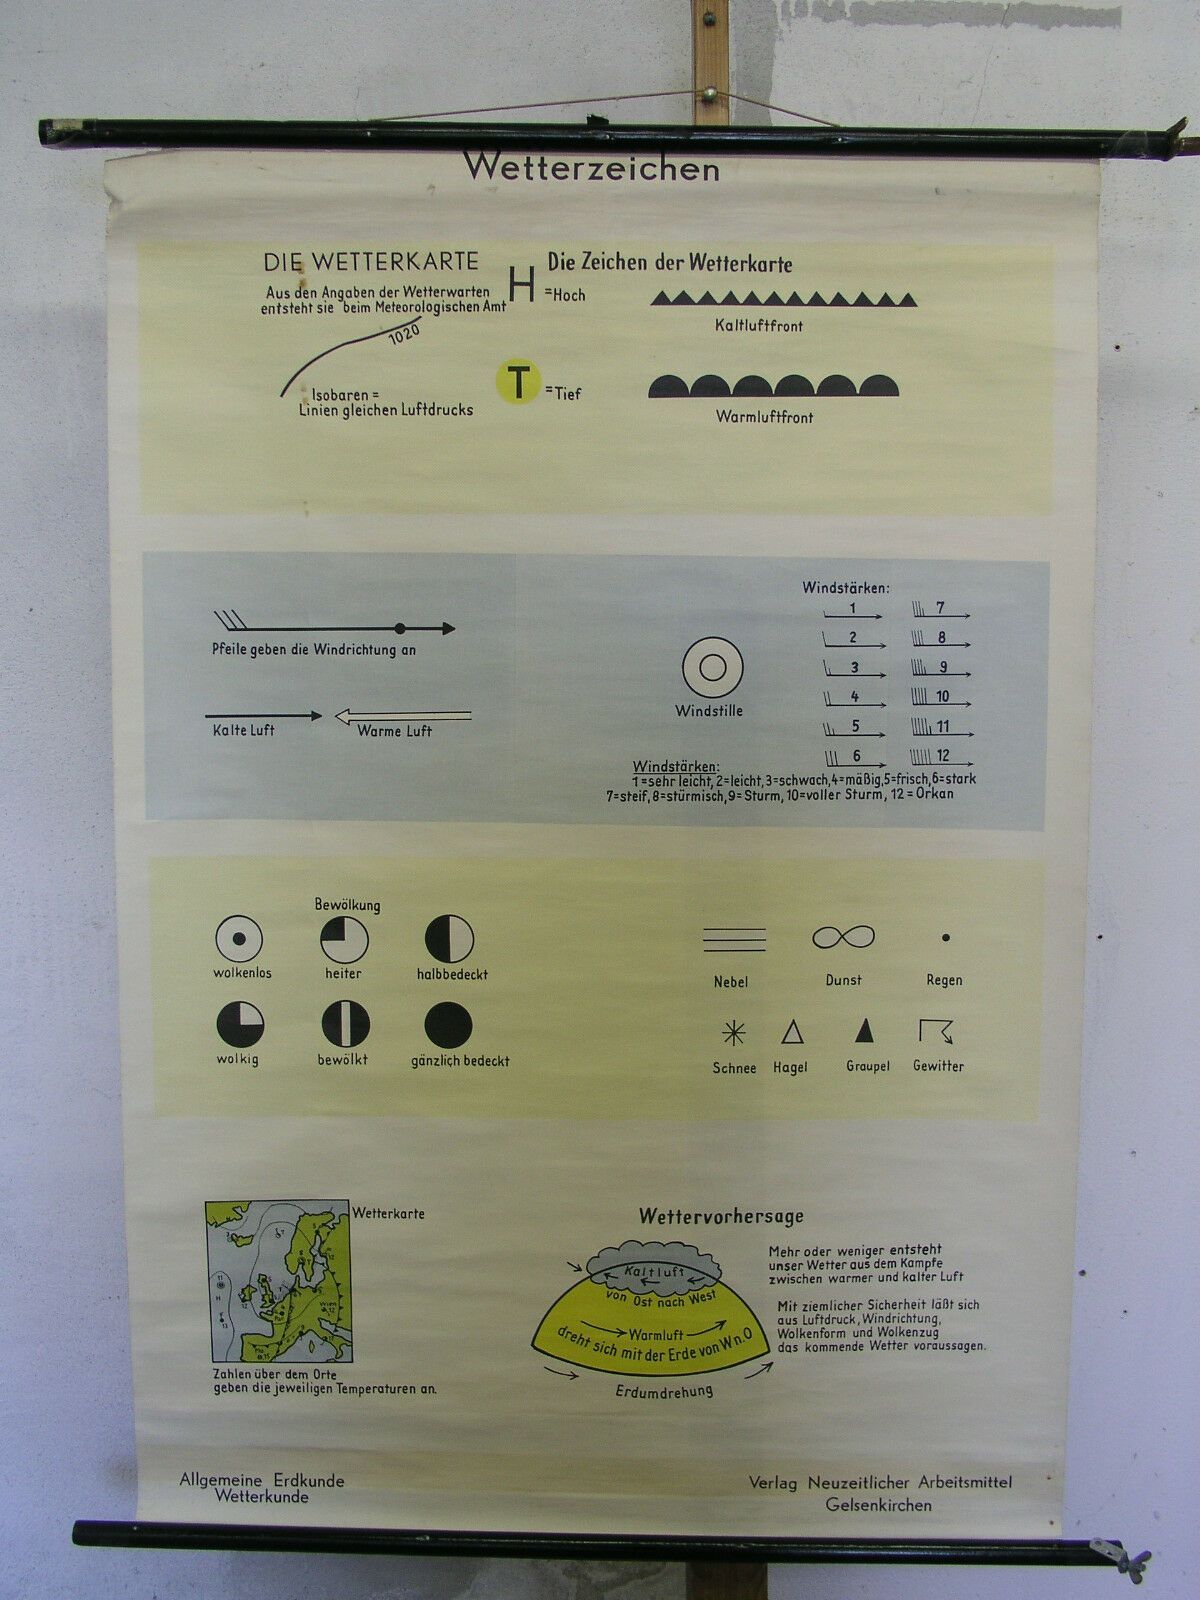 Wetterzeichen
DIE WETTERKARTE
Aus den Angaben der Wetterwarten
entsteht sie beim Meteorologischen Amt
1020
Isobaren =
Linien gleichen Luftdrucks
Die Zeichen der Wetterkarte
H =Hoch
T =Tief
Kaltluftfront
Warmluftfront
Pfeile geben die Windrichtung an
Kalte Luft
Warme Luft
Windstille
Windstärken:
1 7
2 8
3 9
4 10
5 11
6 12
Windstärken:
1=sehr leicht, 2=leicht, 3=schwach, 4=mäßig, 5=frisch, 6=stark
7=steif, 8=stürmisch, 9=Sturm, 10=voller Sturm, 12=Orkan
Bewölkung
wolkenlos heiter halbbedeckt
wolkig bewölkt gänzlich bedeckt
Nebel Dunst Regen
Schnee Hagel Graupel Gewitter
Wetterkarte
Wien
Zahlen über dem Orte
geben die jeweiligen Temperaturen an.
Wettervorhersage
Kaltluft
von Ost nach West
Warmluft
dreht sich mit der Erde von W n. O
Erdumdrehung
Mehr oder weniger entsteht
unser Wetter aus dem Kampfe
zwischen warmer und kalter Luft
Mit ziemlicher Sicherheit läßt sich
aus Luftdruck, Windrichtung,
Wolkenform und Wolkenzug
das kommende Wetter voraussagen.
Allgemeine Erdkunde
Wetterkunde
Verlag Neuzeitlicher Arbeitsmittel
Gelsenkirchen